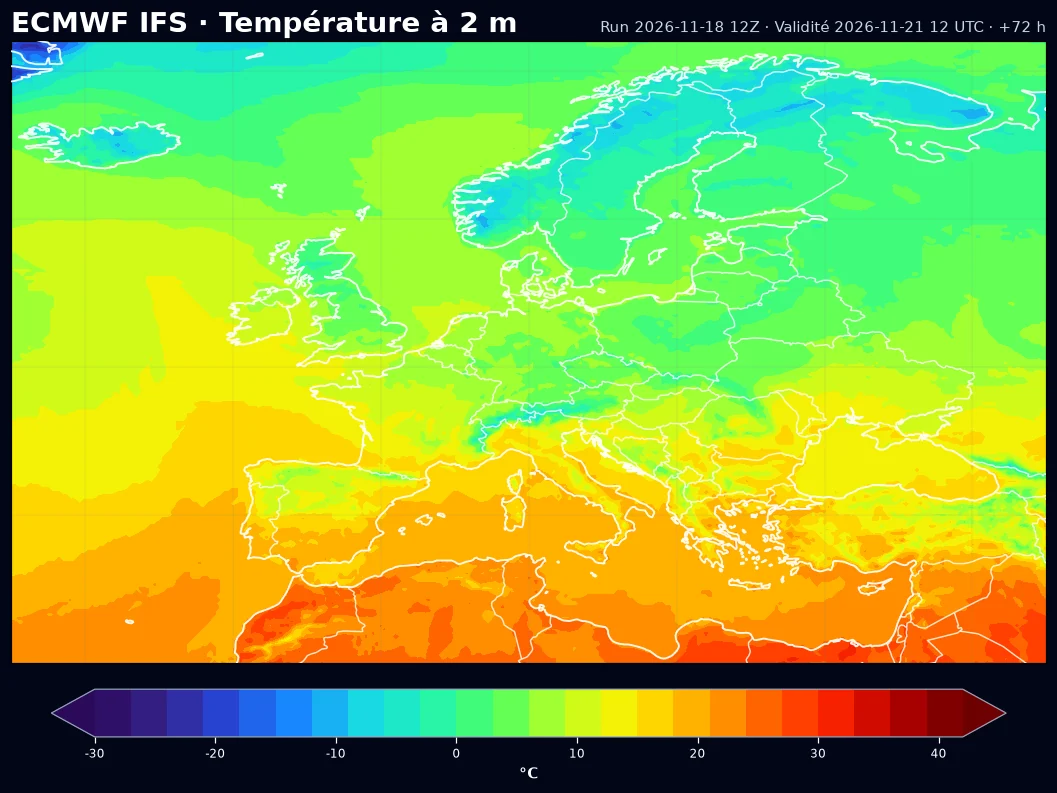 ECMWF IFS · Température à 2 m
Run 2026-11-18 12Z · Validité 2026-11-21 12 UTC · +72 h
-30 -20 -10 0 10 20 30 40
°C